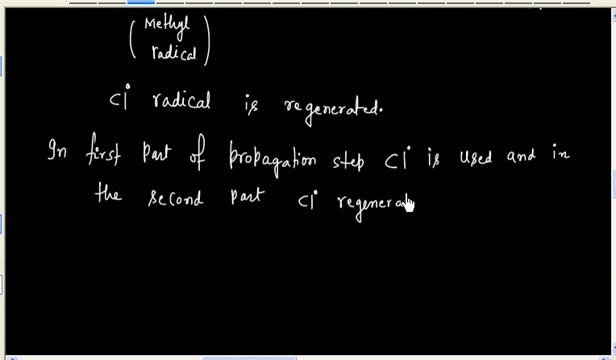 (Methyl
radical)
Cl• radical is regenerated.
In first part of propagation step Cl• is used and in
the second part Cl• regenera